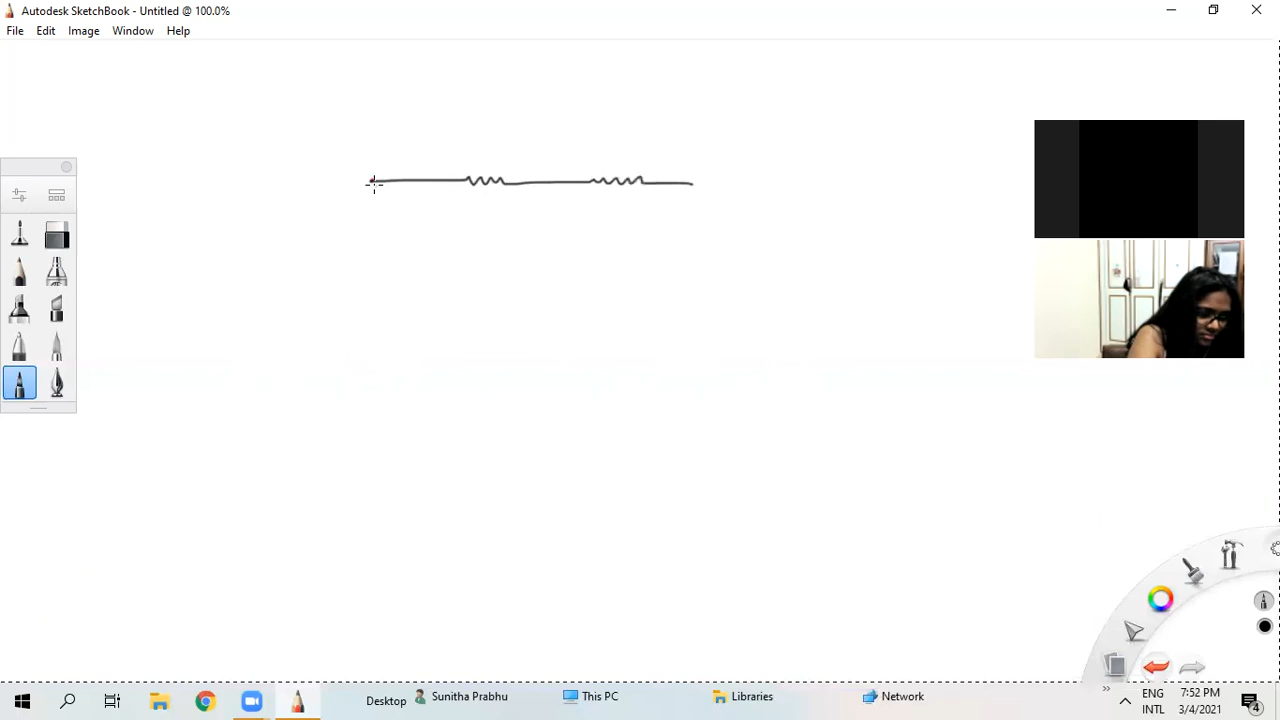 Autodesk SketchBook - Untitled @ 100.0%
File Edit Image Window Help
Desktop Sunitha Prabhu This PC Libraries Network
ENG 7:52 PM
INTL 3/4/2021 4